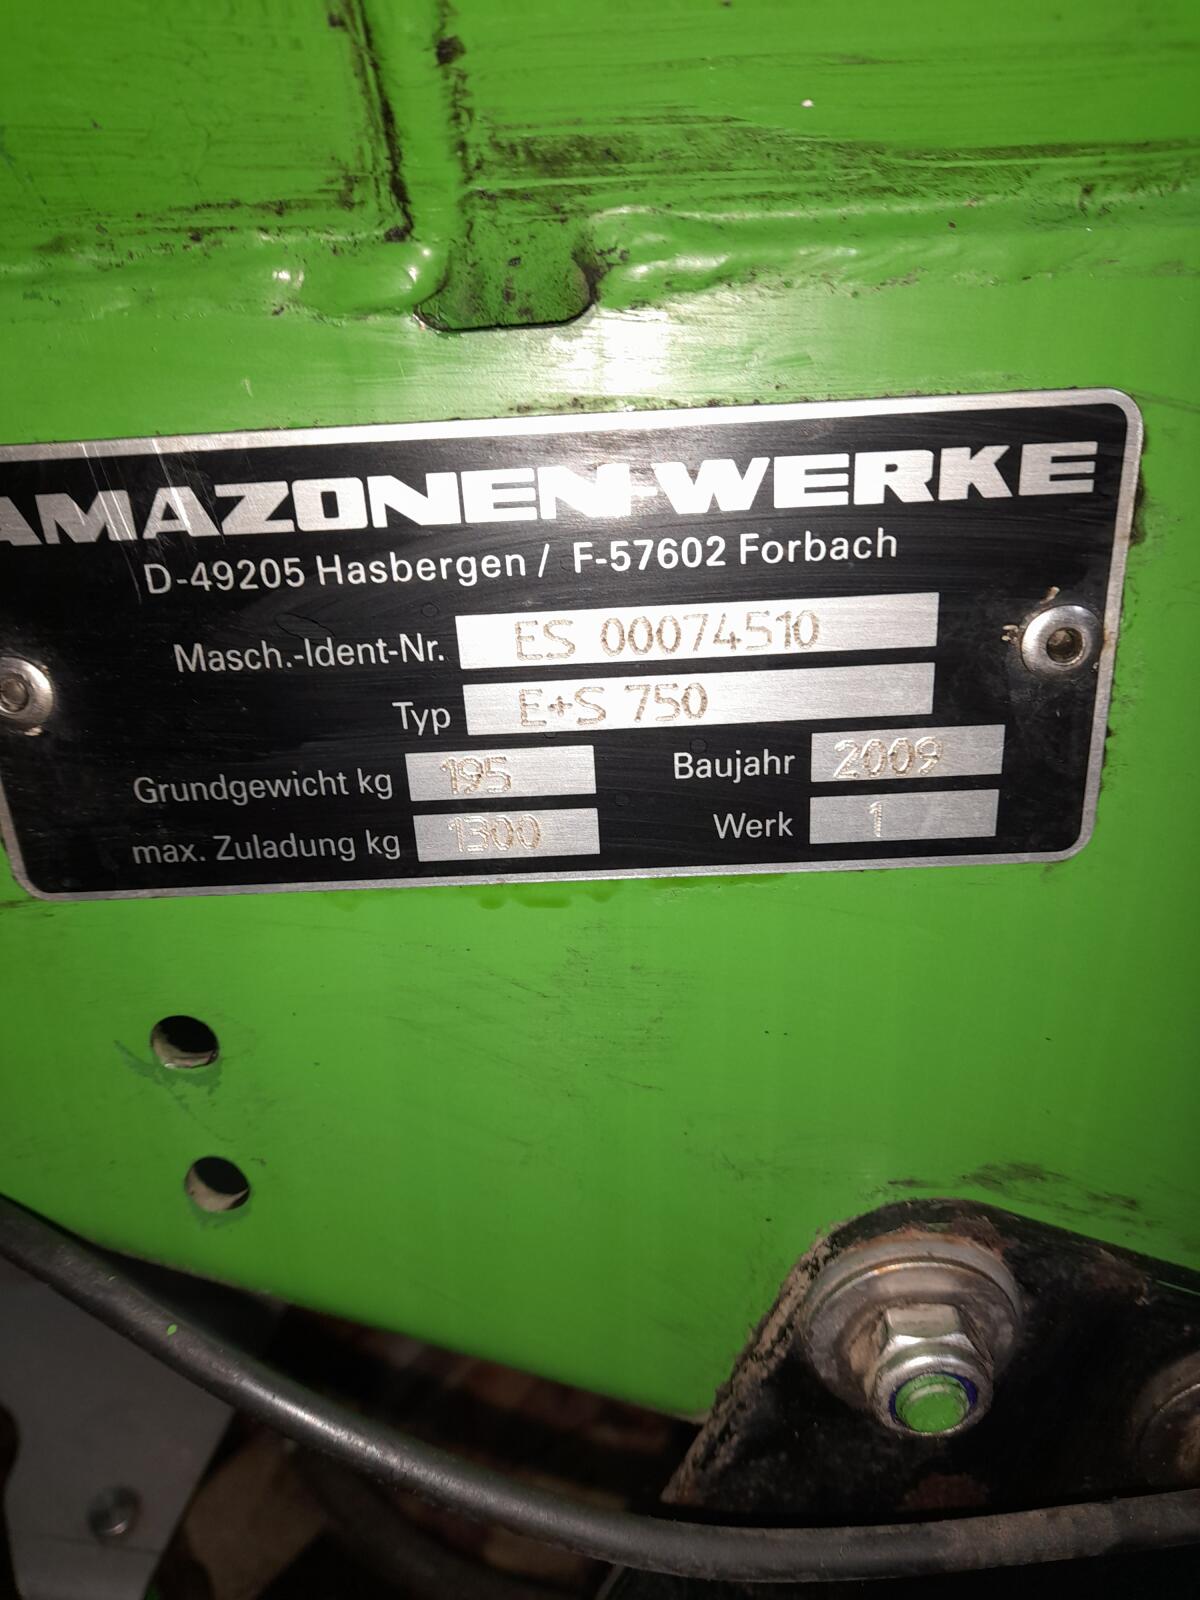 AMAZONEN-WERKE
D-49205 Hasbergen / F-57602 Forbach
Masch.-Ident-Nr. ES 00074510
Typ E+S 750
Grundgewicht kg 195 Baujahr 2009
max. Zuladung kg 1300 Werk 1